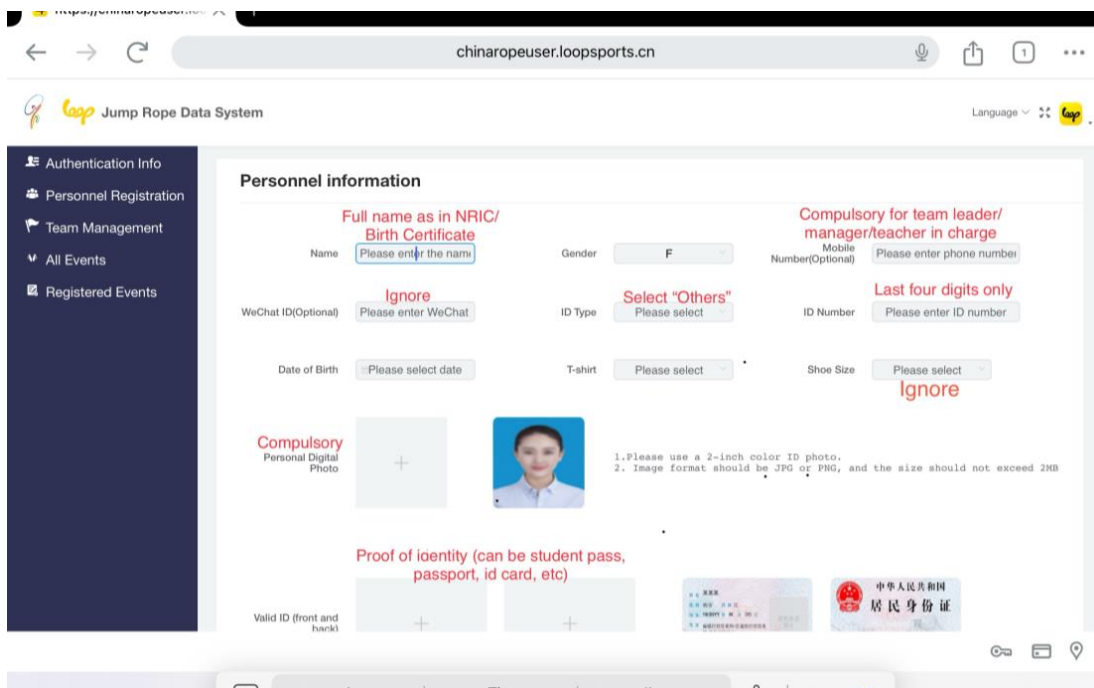 chinaropeuser.loopsports.cn
1
loop Jump Rope Data System
Language
loop
Authentication Info
Personnel Registration
Team Management
All Events
Registered Events
Personnel information
Full name as in NRIC/
Birth Certificate
Name
Please enter the name
Gender
F
Compulsory for team leader/
manager/teacher in charge
Mobile
Number(Optional)
Please enter phone number
Ignore
WeChat ID(Optional)
Please enter WeChat
Select “Others”
ID Type
Please select
Last four digits only
ID Number
Please enter ID number
Date of Birth
Please select date
T-shirt
Please select
Shoe Size
Please select
Ignore
Compulsory
Personal Digital
Photo
1.Please use a 2-inch color ID photo.
2. Image format should be JPG or PNG, and the size should not exceed 2MB
Proof of identity (can be student pass,
passport, id card, etc)
Valid ID (front and
back)
中华人民共和国
居民身份证